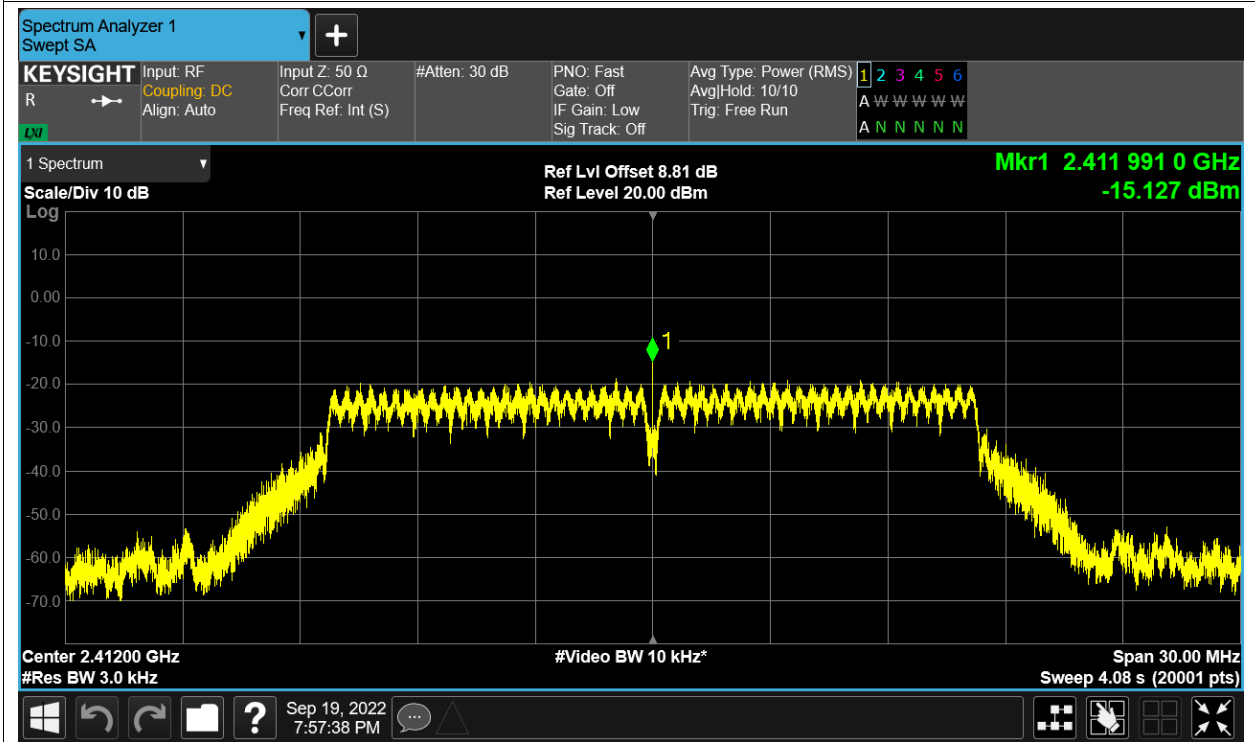 Spectrum Analyzer 1
Swept SA
KEYSIGHT
R
LXI
Input: RF
Coupling: DC
Align: Auto
Input Z: 50 Ω
Corr CCorr
Freq Ref: Int (S)
#Atten: 30 dB
PNO: Fast
Gate: Off
IF Gain: Low
Sig Track: Off
Avg Type: Power (RMS)
Avg|Hold: 10/10
Trig: Free Run
1 2 3 4 5 6
A W W W W W
A N N N N N
1 Spectrum
Scale/Div 10 dB
Log
Ref Lvl Offset 8.81 dB
Ref Level 20.00 dBm
Mkr1 2.411 991 0 GHz
-15.127 dBm
10.0
0.00
-10.0
-20.0
-30.0
-40.0
-50.0
-60.0
-70.0
1
Center 2.41200 GHz
#Res BW 3.0 kHz
#Video BW 10 kHz*
Span 30.00 MHz
Sweep 4.08 s (20001 pts)
?
Sep 19, 2022
7:57:38 PM